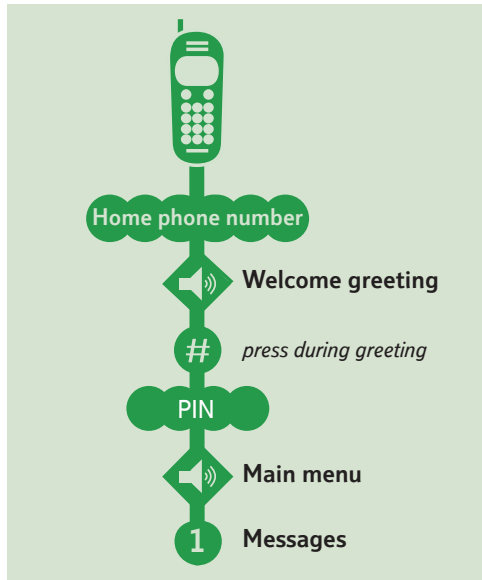 Home phone number
Welcome greeting
# press during greeting
PIN
Main menu
1 Messages